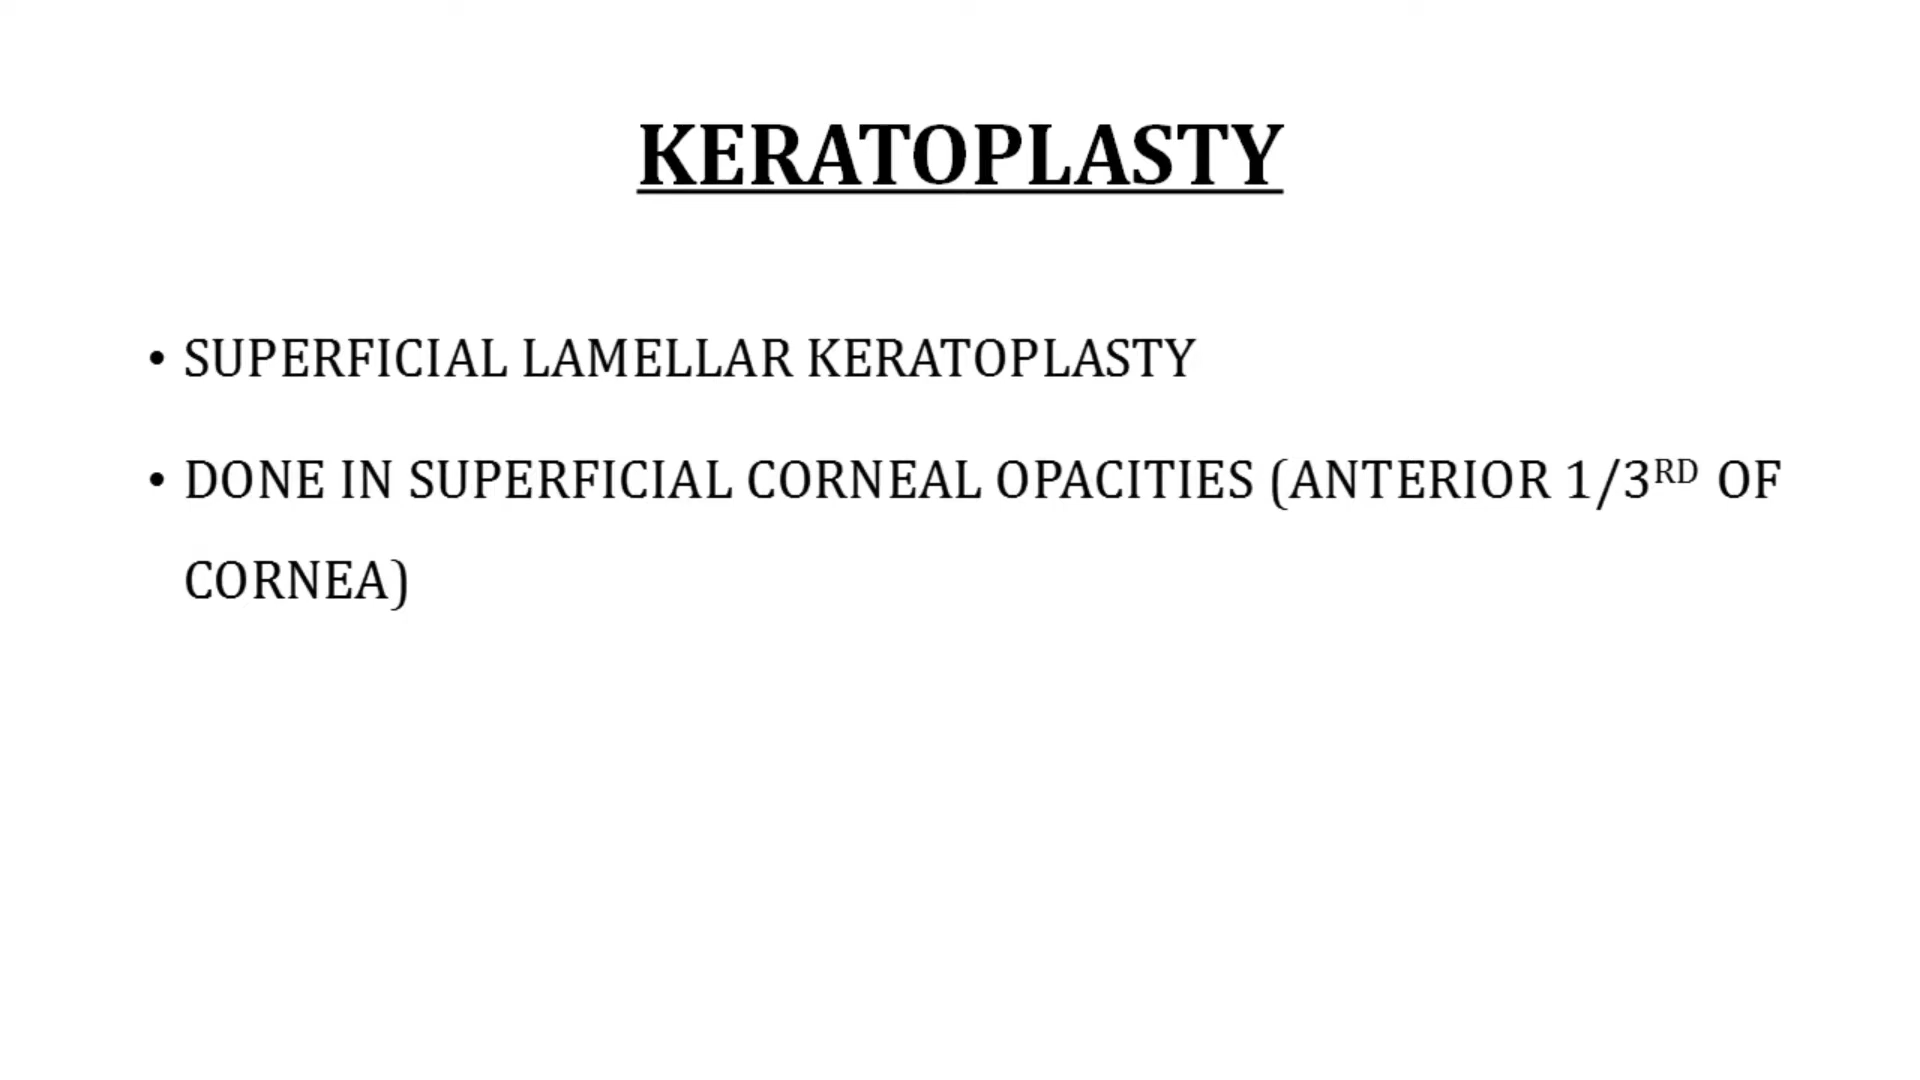 KERATOPLASTY
• SUPERFICIAL LAMELLAR KERATOPLASTY
• DONE IN SUPERFICIAL CORNEAL OPACITIES (ANTERIOR 1/3RD OF
CORNEA)